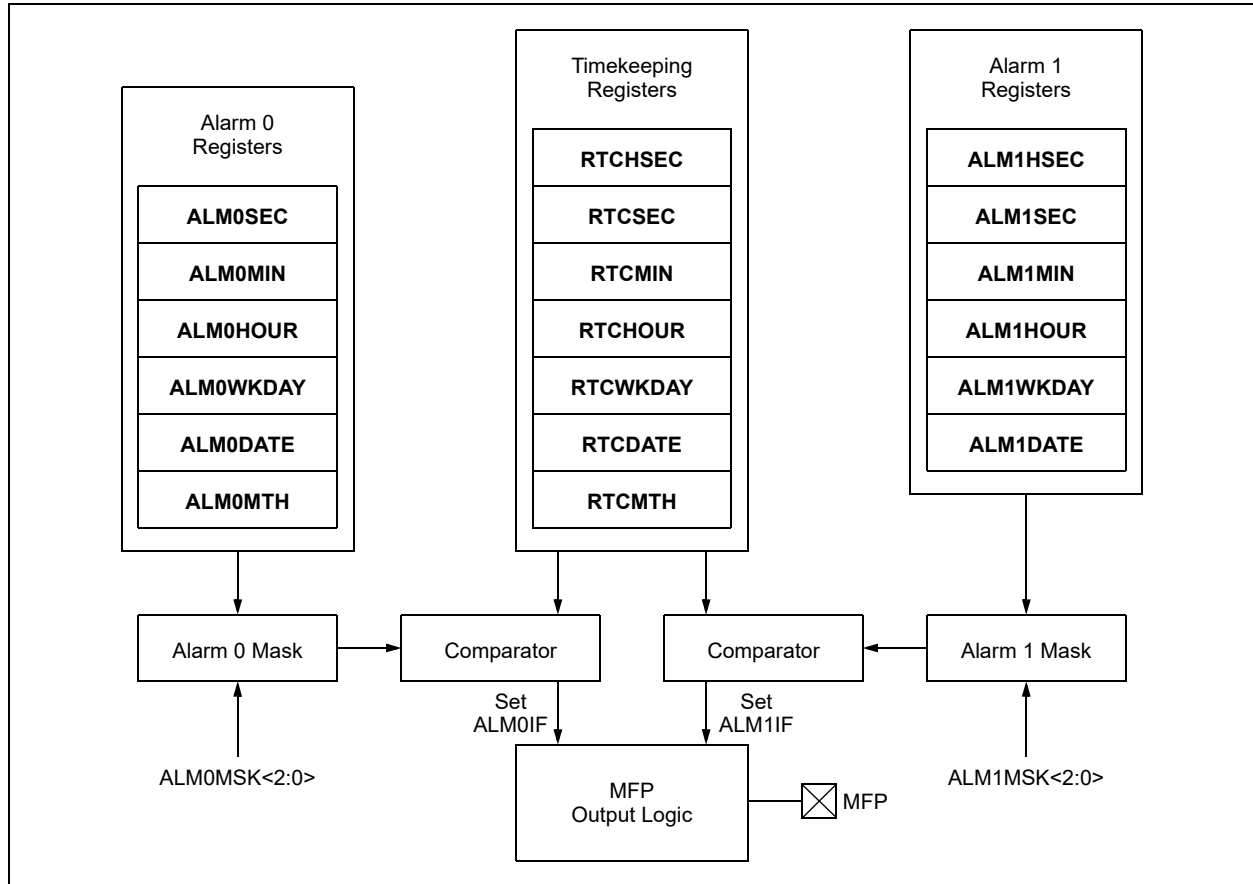 Alarm 0
Registers
ALM0SEC
ALM0MIN
ALM0HOUR
ALM0WKDAY
ALM0DATE
ALM0MTH
Timekeeping
Registers
RTCHSEC
RTCSEC
RTCMIN
RTCHOUR
RTCWKDAY
RTCDATE
RTCMTH
Alarm 1
Registers
ALM1HSEC
ALM1SEC
ALM1MIN
ALM1HOUR
ALM1WKDAY
ALM1DATE
Alarm 0 Mask
Comparator
Comparator
Alarm 1 Mask
Set
ALM0IF
Set
ALM1IF
ALM0MSK<2:0>
ALM1MSK<2:0>
MFP
Output Logic
MFP